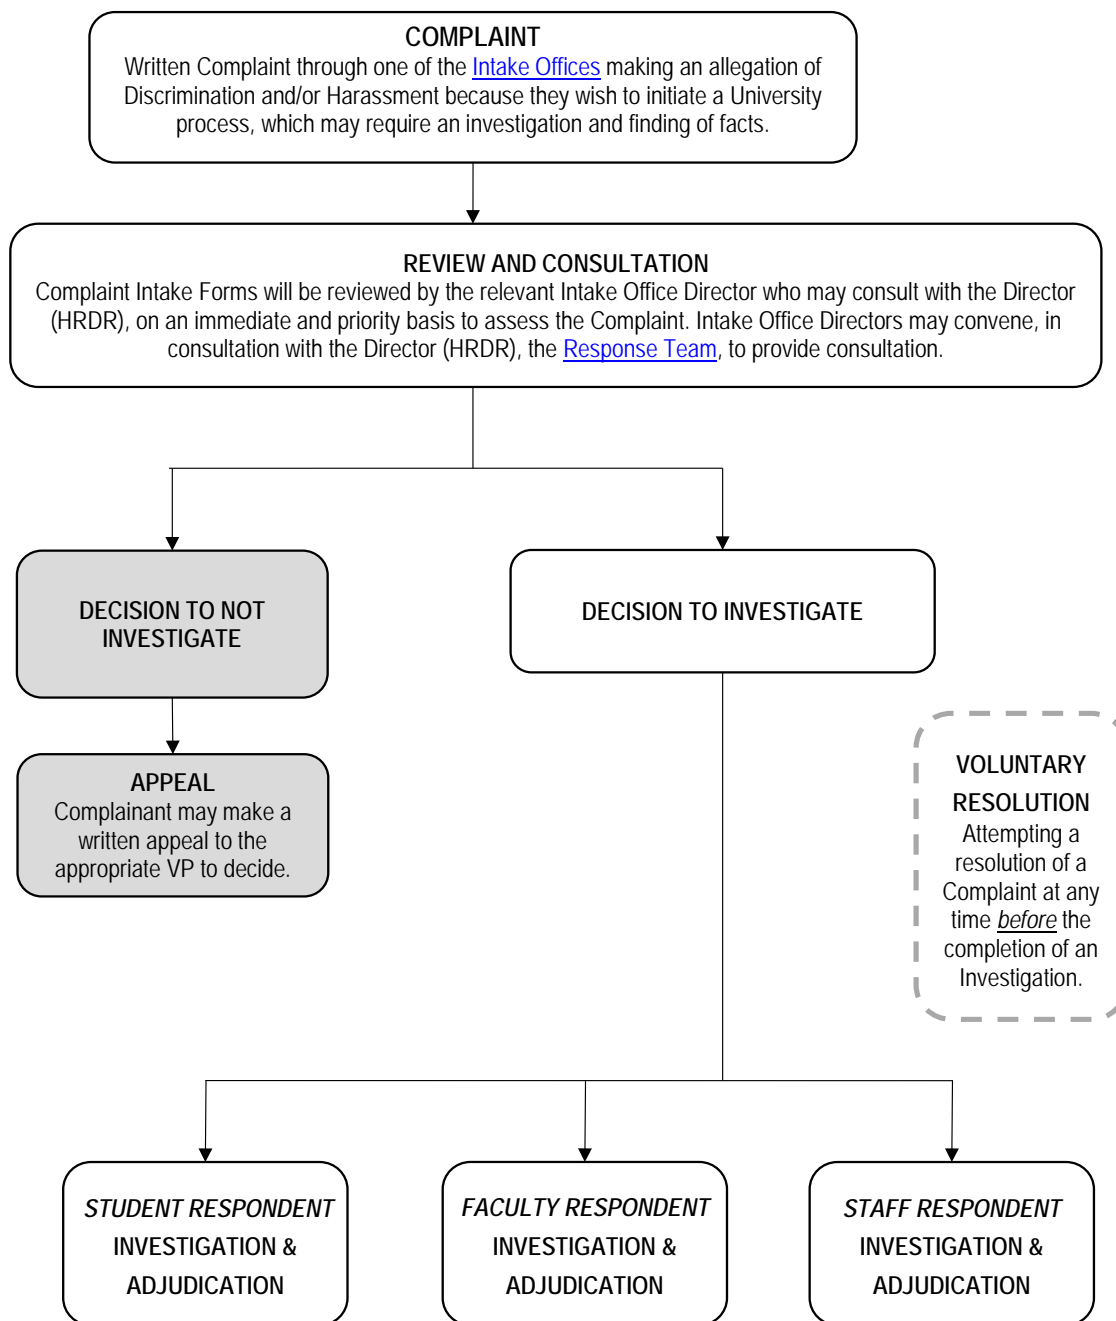 COMPLAINT
Written Complaint through one of the Intake Offices making an allegation of
Discrimination and/or Harassment because they wish to initiate a University
process, which may require an investigation and finding of facts.
REVIEW AND CONSULTATION
Complaint Intake Forms will be reviewed by the relevant Intake Office Director who may consult with the Director
(HRDR), on an immediate and priority basis to assess the Complaint. Intake Office Directors may convene, in
consultation with the Director (HRDR), the Response Team, to provide consultation.
DECISION TO NOT
INVESTIGATE
DECISION TO INVESTIGATE
APPEAL
Complainant may make a
written appeal to the
appropriate VP to decide.
VOLUNTARY
RESOLUTION
Attempting a
resolution of a
Complaint at any
time before the
completion of an
Investigation.
STUDENT RESPONDENT
INVESTIGATION &
ADJUDICATION
FACULTY RESPONDENT
INVESTIGATION &
ADJUDICATION
STAFF RESPONDENT
INVESTIGATION &
ADJUDICATION